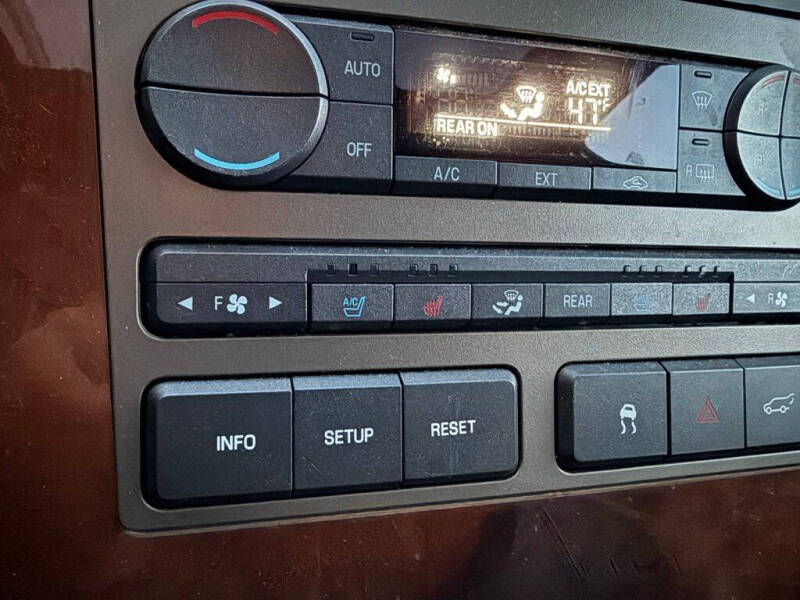 AUTO
A/C EXT
47°F
OFF
REAR ON
A/C
EXT
R
R
R
F
A/C
REAR
R
INFO
SETUP
RESET